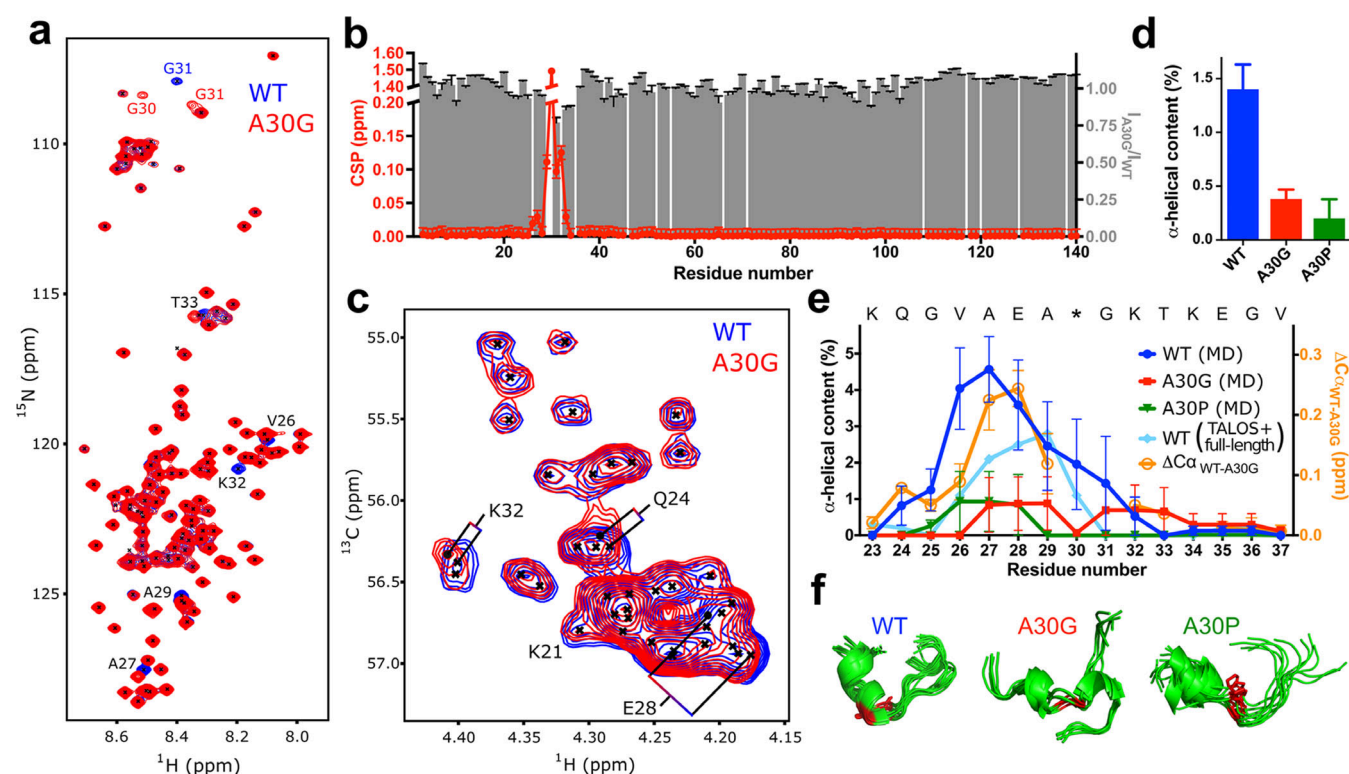 a
G31
G31
G30
WT
A30G
110
115
120
125
T33
V26
K32
A29
A27
8.6
8.4
8.2
8.0
¹⁵N (ppm)
¹H (ppm)
b
1.60
1.50
1.40
0.20
0.15
0.10
0.05
0.00
CSP (ppm)
1.00
0.75
0.50
0.25
0.00
I_A30G/I_WT
20
40
60
80
100
120
140
Residue number
c
WT
A30G
55.0
55.5
56.0
56.5
57.0
K32
Q24
K21
E28
4.40
4.35
4.30
4.25
4.20
4.15
¹³C (ppm)
¹H (ppm)
d
α-helical content (%)
1.5
1.0
0.5
0.0
WT
A30G
A30P
e
K Q G V A E A * G K T K E G V
α-helical content (%)
5
4
3
2
1
0
WT (MD)
A30G (MD)
A30P (MD)
WT (TALOS+ full-length)
ΔCα WT-A30G
0.3
0.2
0.1
0.0
ΔCα WT-A30G (ppm)
23 24 25 26 27 28 29 30 31 32 33 34 35 36 37
Residue number
f
WT
A30G
A30P